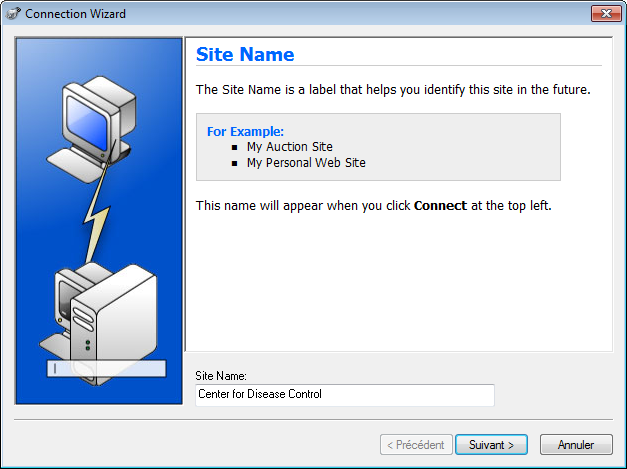 Connection Wizard
Site Name
The Site Name is a label that helps you identify this site in the future.
For Example:
My Auction Site
My Personal Web Site
This name will appear when you click Connect at the top left.
Site Name:
Center for Disease Control
< Précédent
Suivant >
Annuler